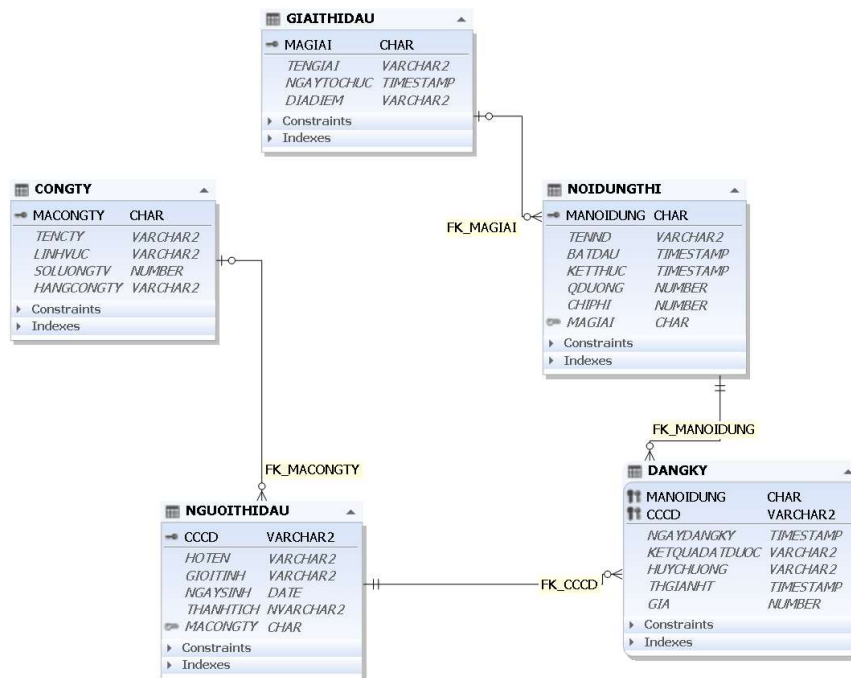 GIAITHIDAU
MAGIAI CHAR
TENGIAI VARCHAR2
NGAYTOCHUC TIMESTAMP
DIADIEM VARCHAR2
Constraints
Indexes
CONGTY
MACONGTY CHAR
TENCTY VARCHAR2
LINHVUC VARCHAR2
SOLUONGTV NUMBER
HANGCONGTY VARCHAR2
Constraints
Indexes
NOIDUNGTHI
MANOIDUNG CHAR
TENND VARCHAR2
BATDAU TIMESTAMP
KETTHUC TIMESTAMP
QDUONG NUMBER
CHIPHI NUMBER
MAGIAI CHAR
Constraints
Indexes
FK_MAGIAI
FK_MANOIDUNG
FK_MACONGTY
NGUOITHIDAU
CCCD VARCHAR2
HOTEN VARCHAR2
GIOITINH VARCHAR2
NGAYSINH DATE
THANHTICH NVARCHAR2
MACONGTY CHAR
Constraints
Indexes
FK_CCCD
DANGKY
MANOIDUNG CHAR
CCCD VARCHAR2
NGAYDANGKY TIMESTAMP
KETQUADATDUOC VARCHAR2
HUYCHUONG VARCHAR2
THGIANHT TIMESTAMP
GIA NUMBER
Constraints
Indexes